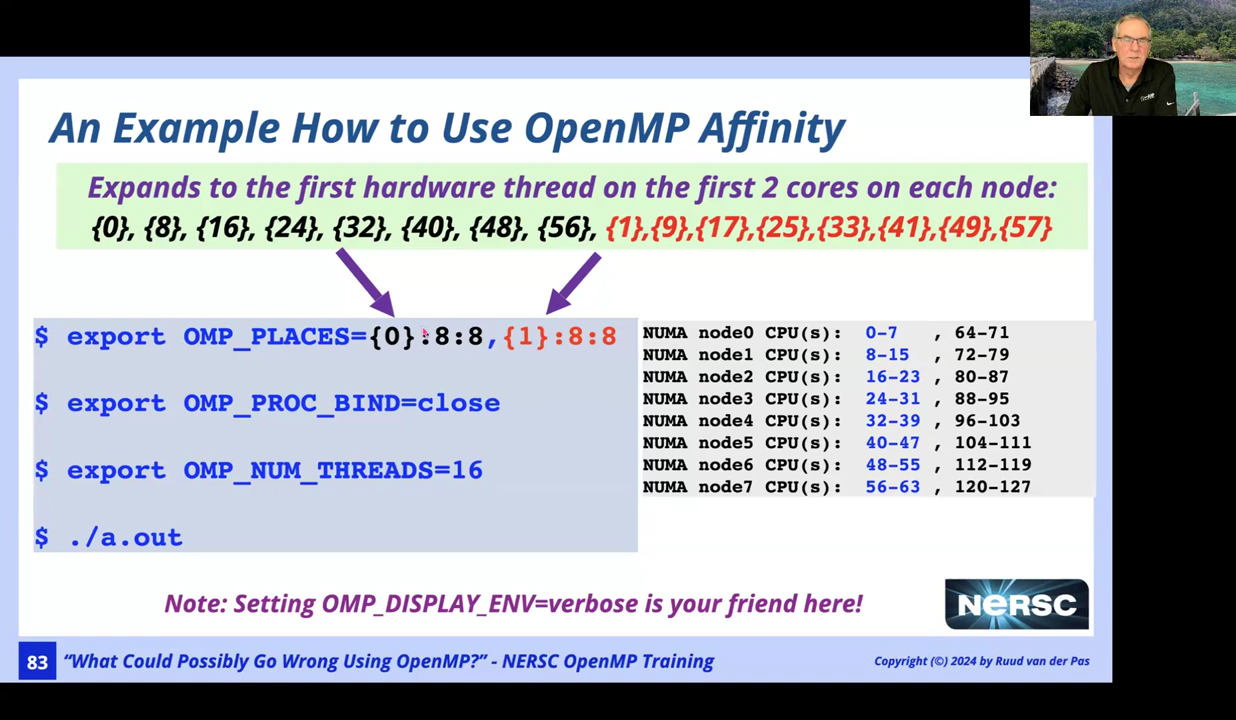 An Example How to Use OpenMP Affinity
Expands to the first hardware thread on the first 2 cores on each node:
{0}, {8}, {16}, {24}, {32}, {40}, {48}, {56}, {1},{9},{17},{25},{33},{41},{49},{57}
$ export OMP_PLACES={0}:8:8,{1}:8:8
$ export OMP_PROC_BIND=close
$ export OMP_NUM_THREADS=16
$ ./a.out
NUMA node0 CPU(s): 0-7 , 64-71
NUMA node1 CPU(s): 8-15 , 72-79
NUMA node2 CPU(s): 16-23 , 80-87
NUMA node3 CPU(s): 24-31 , 88-95
NUMA node4 CPU(s): 32-39 , 96-103
NUMA node5 CPU(s): 40-47 , 104-111
NUMA node6 CPU(s): 48-55 , 112-119
NUMA node7 CPU(s): 56-63 , 120-127
Note: Setting OMP_DISPLAY_ENV=verbose is your friend here!
NERSC
83 “What Could Possibly Go Wrong Using OpenMP?” - NERSC OpenMP Training
Copyright (©) 2024 by Ruud van der Pas